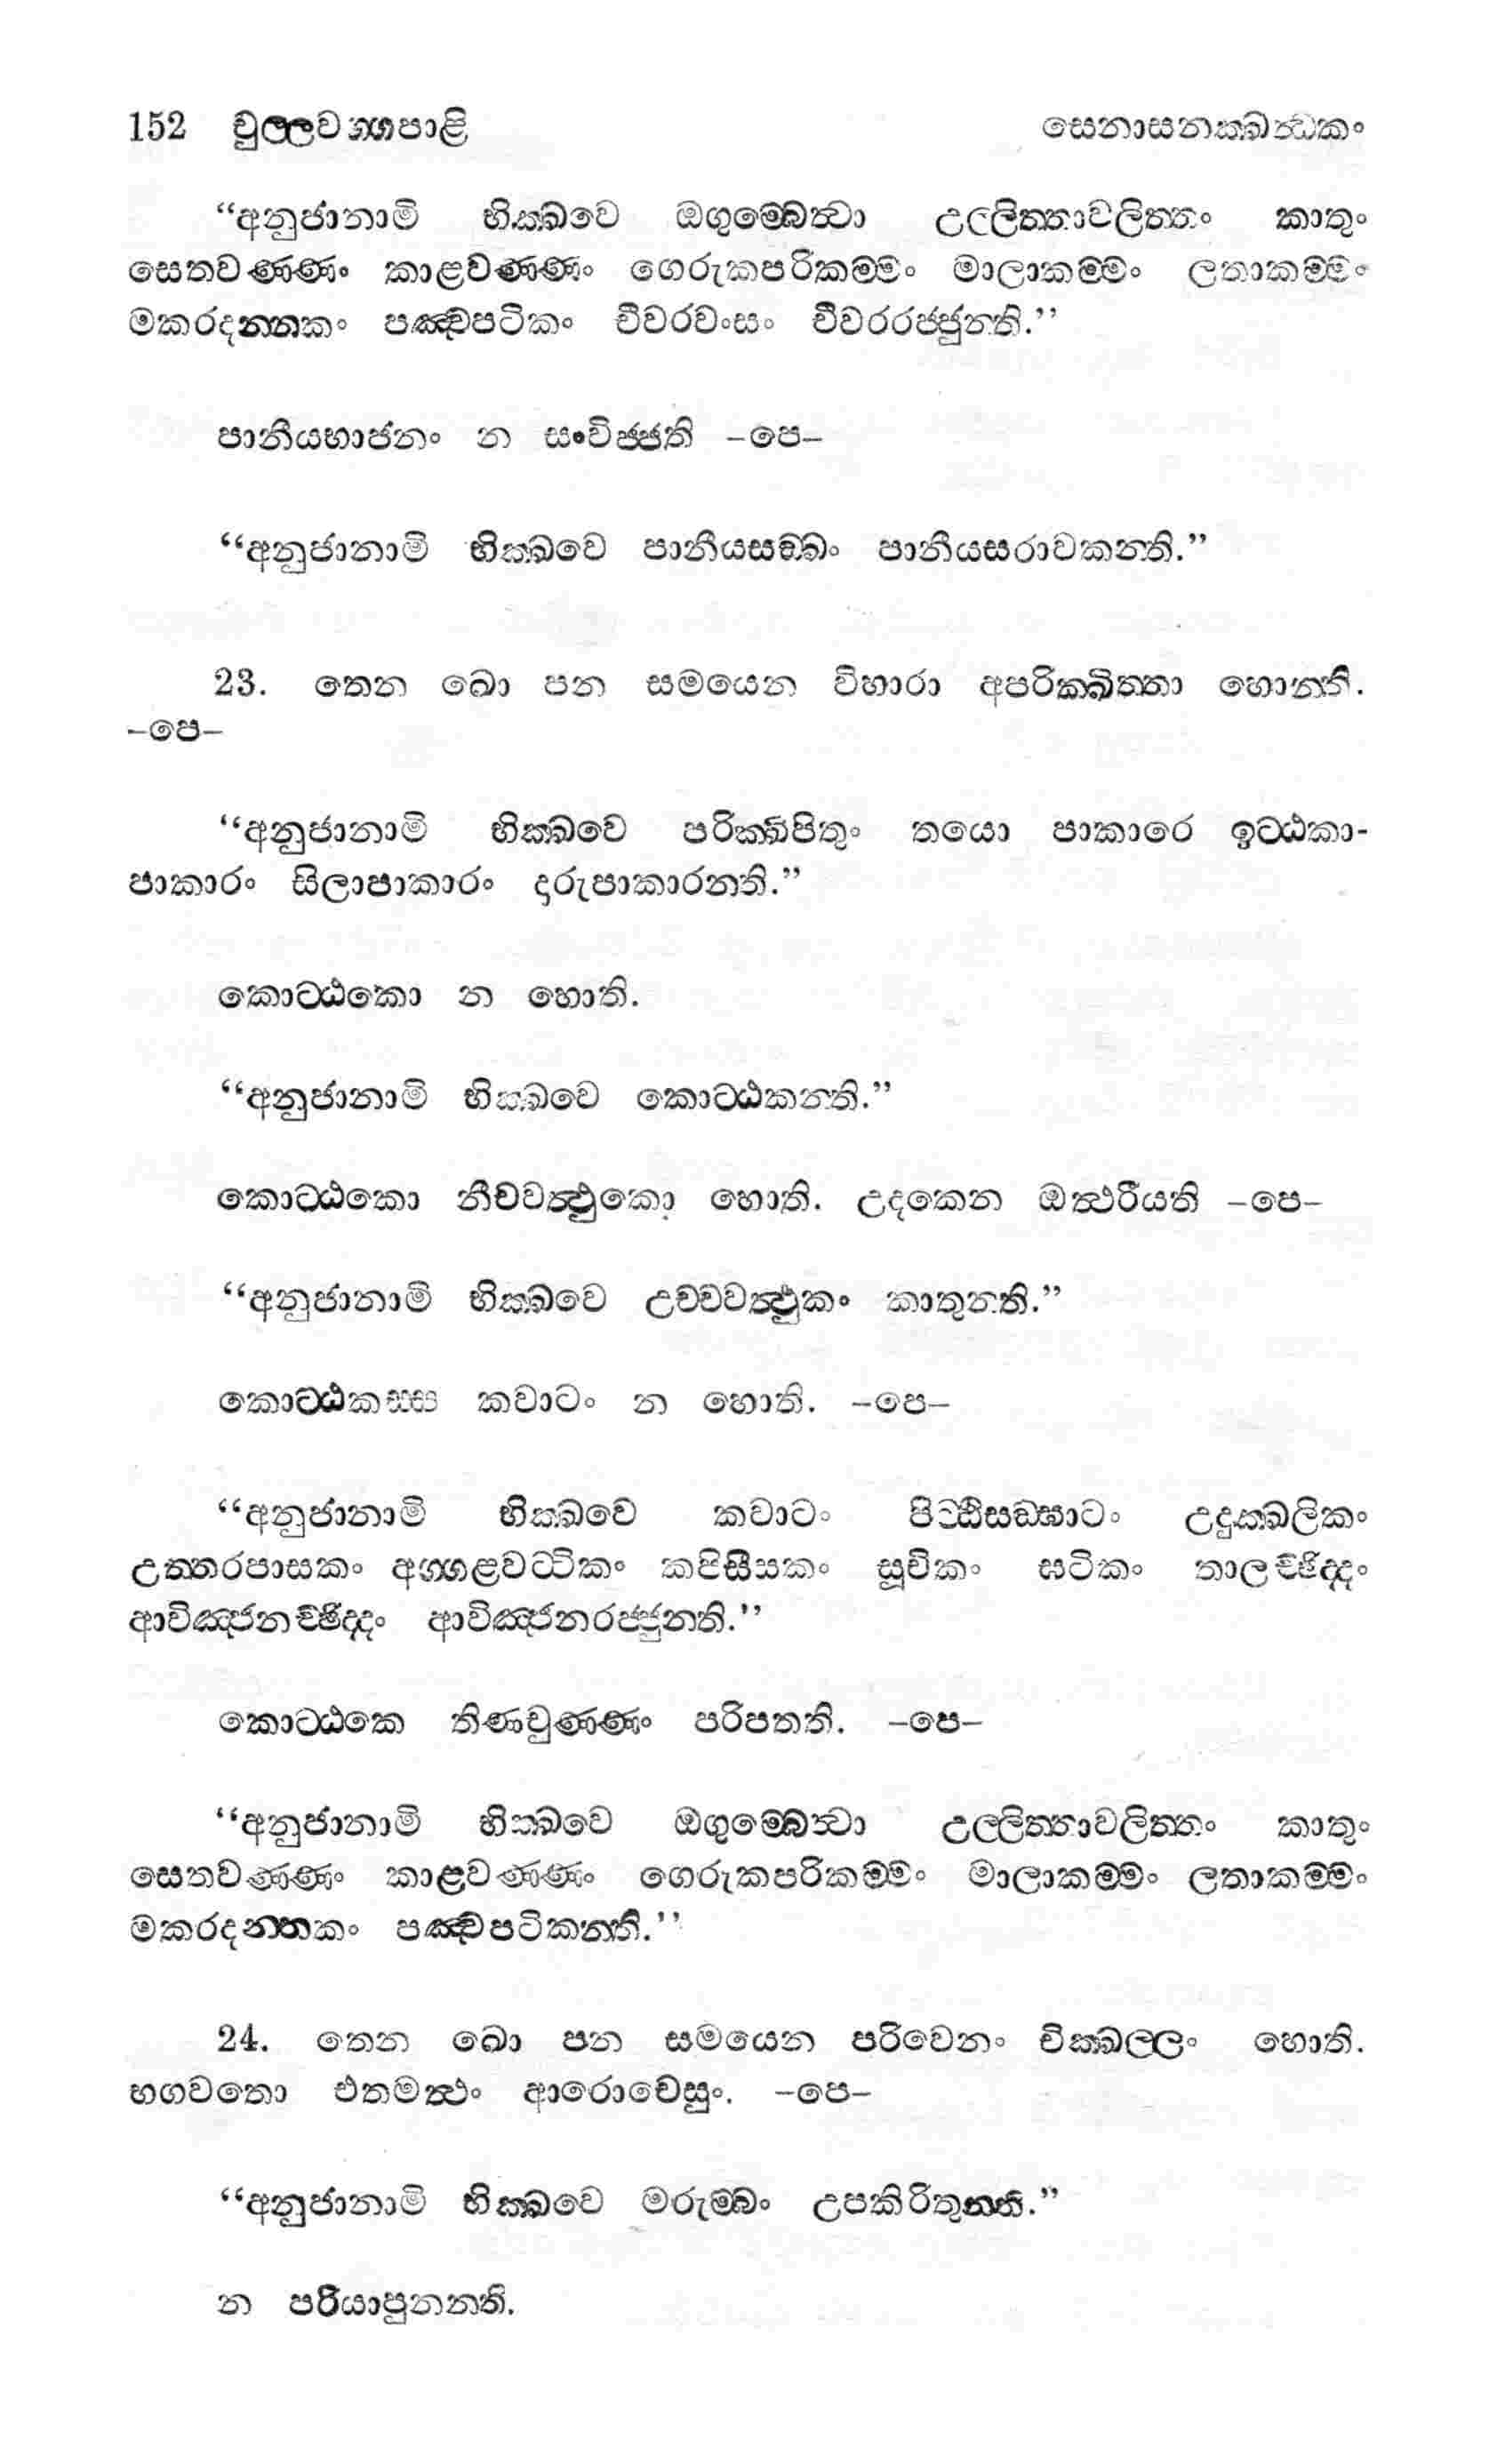 152 චුල්ලවග්ගපාළි සෙනාසනක්ඛන්ධකං
“අනුජානාමි භික්ඛවෙ ඔගුම්බෙත්වා උල්ලිත්තාවලිත්තං කාතුං
සෙතවණ්ණං කාළවණ්ණං ගෙරුකපරිකම්මං මාලාකම්මං ලතාකම්මං
මකරදන්තකං පඤ්චපටිකං චීවරවංසං චීවරරජ්ජුන්ති.”
පානීයභාජනං න සංවිජ්ජති –පෙ–
“අනුජානාමි භික්ඛවෙ පානීයසඞ්ඛං පානීයසරාවකන්ති.”
23. තෙන ඛො පන සමයෙන විහාරා අපරික්ඛිත්තා හොන්ති.
–පෙ–
“අනුජානාමි භික්ඛවෙ පරික්ඛිපිතුං තයො පාකාරෙ ඉට්ඨකා-
පාකාරං සිලාපාකාරං දාරුපාකාරන්ති.”
කොට්ඨකො න හොති.
“අනුජානාමි භික්ඛවෙ කොට්ඨකන්ති.”
කොට්ඨකො නීචවත්ථුකො හොති. උදකෙන ඔත්ථරීයති –පෙ–
“අනුජානාමි භික්ඛවෙ උච්චවත්ථුකං කාතුන්ති.”
කොට්ඨකස්ස කවාටං න හොති. –පෙ–
“අනුජානාමි භික්ඛවෙ කවාටං පිට්ඨිසඞ්ඝාටං උදුක්ඛලිකං
උත්තරපාසකං අග්ගළවට්ටිකං කපිසීසකං සූචිකං ඝටිකං තාලච්ඡිද්දං
ආවිඤ්ජනච්ඡිද්දං ආවිඤ්ජනරජ්ජුන්ති.”
කොට්ඨකෙ තිණචුණ්ණං පරිපතති. –පෙ–
“අනුජානාමි භික්ඛවෙ ඔගුම්බෙත්වා උල්ලිත්තාවලිත්තං කාතුං
සෙතවණ්ණං කාළවණ්ණං ගෙරුකපරිකම්මං මාලාකම්මං ලතාකම්මං
මකරදන්තකං පඤ්චපටිකන්ති.”
24. තෙන ඛො පන සමයෙන පරිවෙනං චික්ඛල්ලං හොති.
භගවතො එතමත්ථං ආරොචෙසුං. –පෙ–
“අනුජානාමි භික්ඛවෙ මරුම්බං උපකිරිතුන්ති.”
න පරියාපුනන්ති.